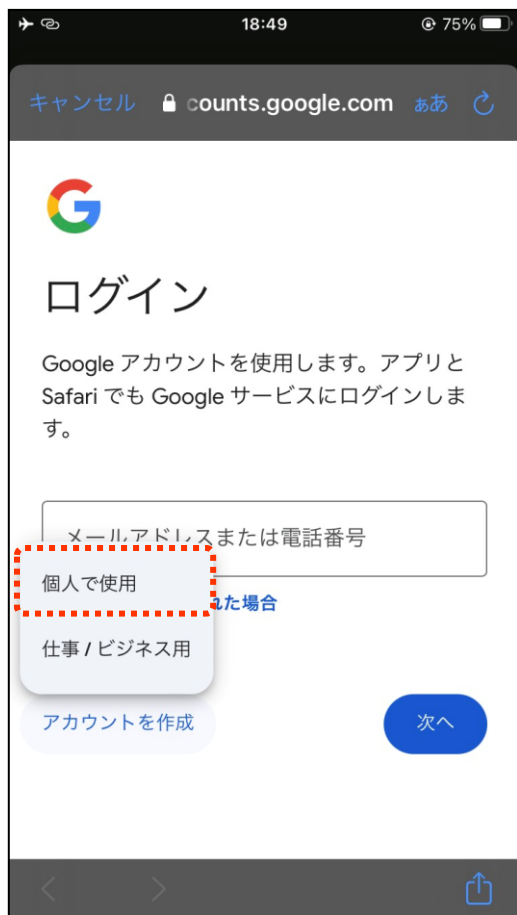 18:49
75%
キャンセル
counts.google.com
ぁあ
ログイン
Google アカウントを使用します。アプリと
Safari でも Google サービスにログインしま
す。
メールアドレスまたは電話番号
個人で使用
れた場合
仕事 / ビジネス用
アカウントを作成
次へ